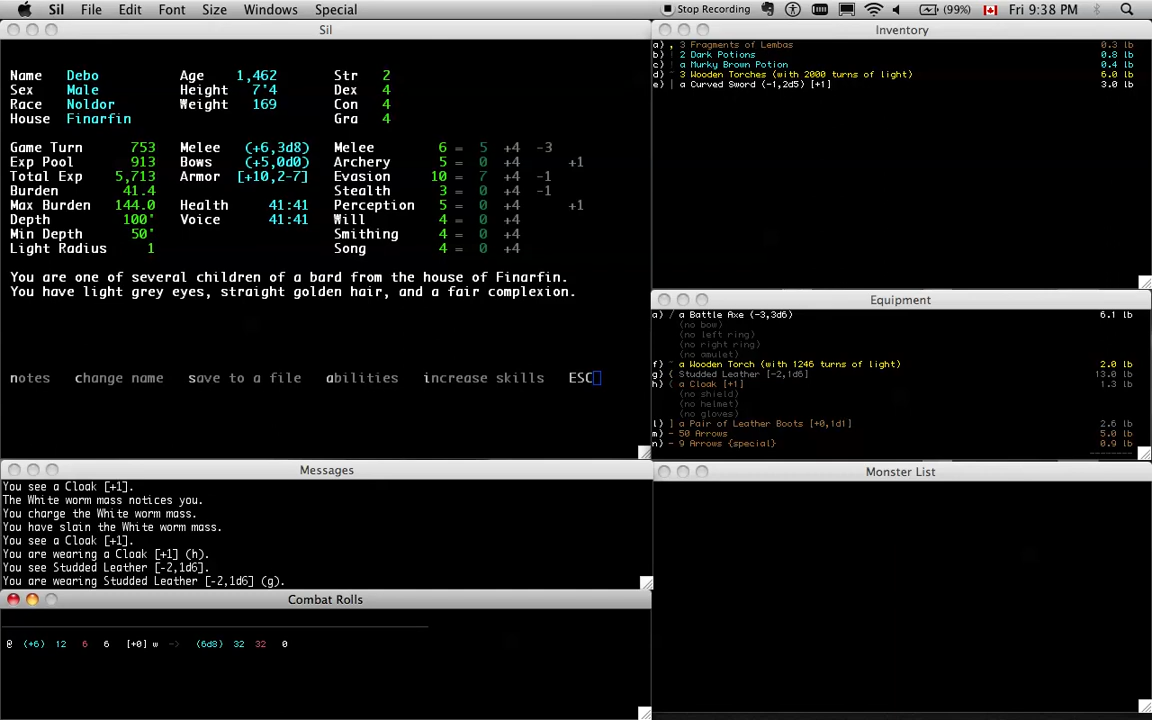 Sil File Edit Font Size Windows Special Stop Recording (99%) Fri 9:38 PM
Sil
Name Debo Age 1,462 Str 2
Sex Male Height 7'4 Dex 4
Race Noldor Weight 169 Con 4
House Finarfin Gra 4
Game Turn 753 Melee (+6,3d8) Melee 6 = 5 +4 -3
Exp Pool 913 Bows (+5,0d0) Archery 5 = 0 +4 +1
Total Exp 5,713 Armor [+10,2-7] Evasion 10 = 7 +4 -1
Burden 41.4 Stealth 3 = 0 +4 -1
Max Burden 144.0 Health 41:41 Perception 5 = 0 +4 +1
Depth 100' Voice 41:41 Will 4 = 0 +4
Min Depth 50' Smithing 4 = 0 +4
Light Radius 1 Song 4 = 0 +4
You are one of several children of a bard from the house of Finarfin.
You have light grey eyes, straight golden hair, and a fair complexion.
notes change name save to a file abilities increase skills ESC
Messages
You see a Cloak [+1].
The White worm mass notices you.
You charge the White worm mass.
You have slain the White worm mass.
You see a Cloak [+1].
You are wearing a Cloak [+1] (h).
You see Studded Leather [-2,1d6].
You are wearing Studded Leather [-2,1d6] (g).
Combat Rolls
@ (+6) 12 6 6 [+0] w -> (6d8) 32 32 0
Inventory
a) , 3 Fragments of Lembas 0.3 lb
b) ! 2 Dark Potions 0.8 lb
c) ! a Murky Brown Potion 0.4 lb
d) ~ 3 Wooden Torches (with 2000 turns of light) 6.0 lb
e) | a Curved Sword (-1,2d5) [+1] 3.0 lb
Equipment
a) / a Battle Axe (-3,3d6) 6.1 lb
(no bow)
(no left ring)
(no right ring)
(no amulet)
f) ~ a Wooden Torch (with 1246 turns of light) 2.0 lb
g) ( Studded Leather [-2,1d6] 13.0 lb
h) ( a Cloak [+1] 1.3 lb
(no shield)
(no helmet)
(no gloves)
l) ] a Pair of Leather Boots [+0,1d1] 2.6 lb
m) - 50 Arrows 5.0 lb
n) - 9 Arrows {special} 0.9 lb
Monster List